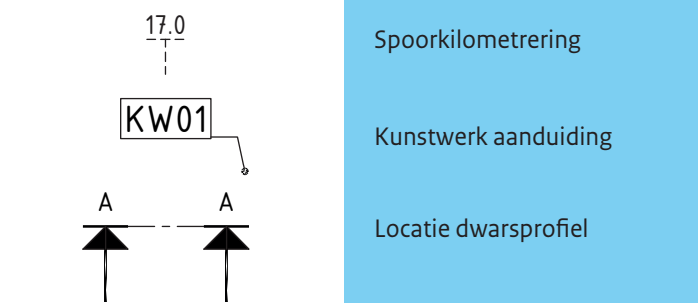 17.0
Spoorkilometrering
KW01
Kunstwerk aanduiding
A A
Locatie dwarsprofiel